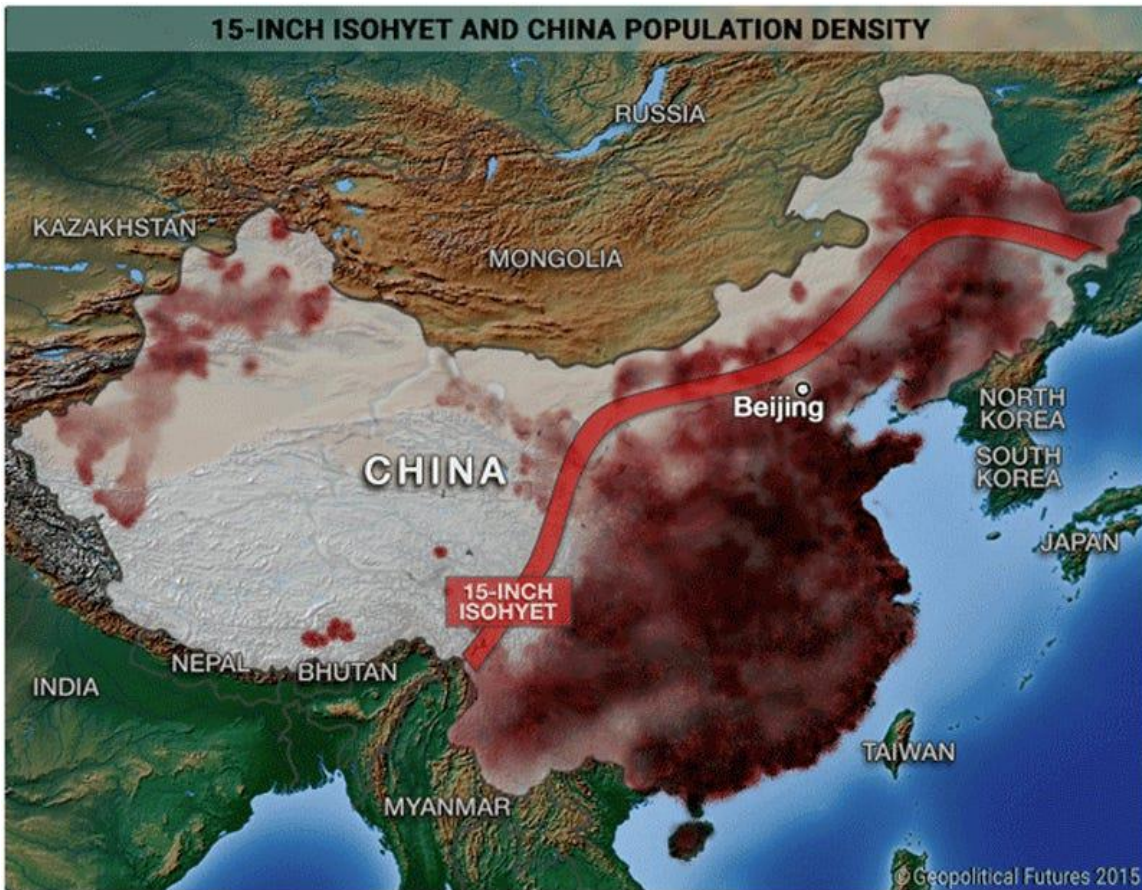 15-INCH ISOHYET AND CHINA POPULATION DENSITY
RUSSIA
KAZAKHSTAN
MONGOLIA
Beijing
NORTH
KOREA
SOUTH
KOREA
CHINA
JAPAN
15-INCH
ISOHYET
NEPAL
BHUTAN
INDIA
TAIWAN
MYANMAR
© Geopolitical Futures 2015